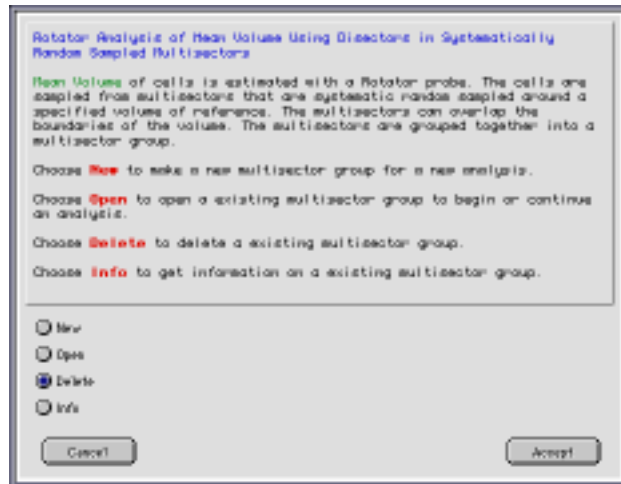 Rotator Analysis of Mean Volume Using Disectors in Systematically
Random Sampled Multisectors
Mean Volume of cells is estimated with a Rotator probe. The cells are
sampled from multisectors that are systematic random sampled around a
specified volume of reference. The multisectors can overlap the
boundaries of the volume. The multisectors are grouped together into a
multisector group.
Choose New to make a new multisector group for a new analysis.
Choose Open to open a existing multisector group to begin or continue
an analysis.
Choose Delete to delete a existing multisector group.
Choose Info to get information on a existing multisector group.
New
Open
Delete
Info
Cancel
Accept